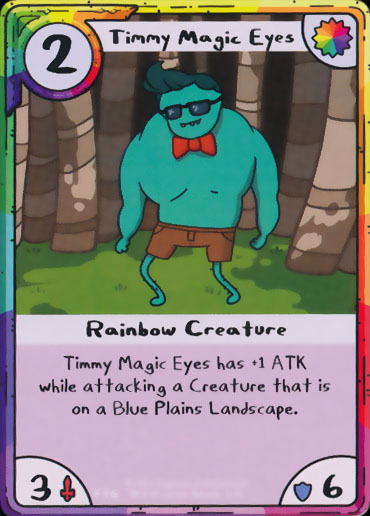 2
Timmy Magic Eyes
Rainbow Creature
Timmy Magic Eyes has +1 ATK
while attacking a Creature that is
on a Blue Plains Landscape.
3
6